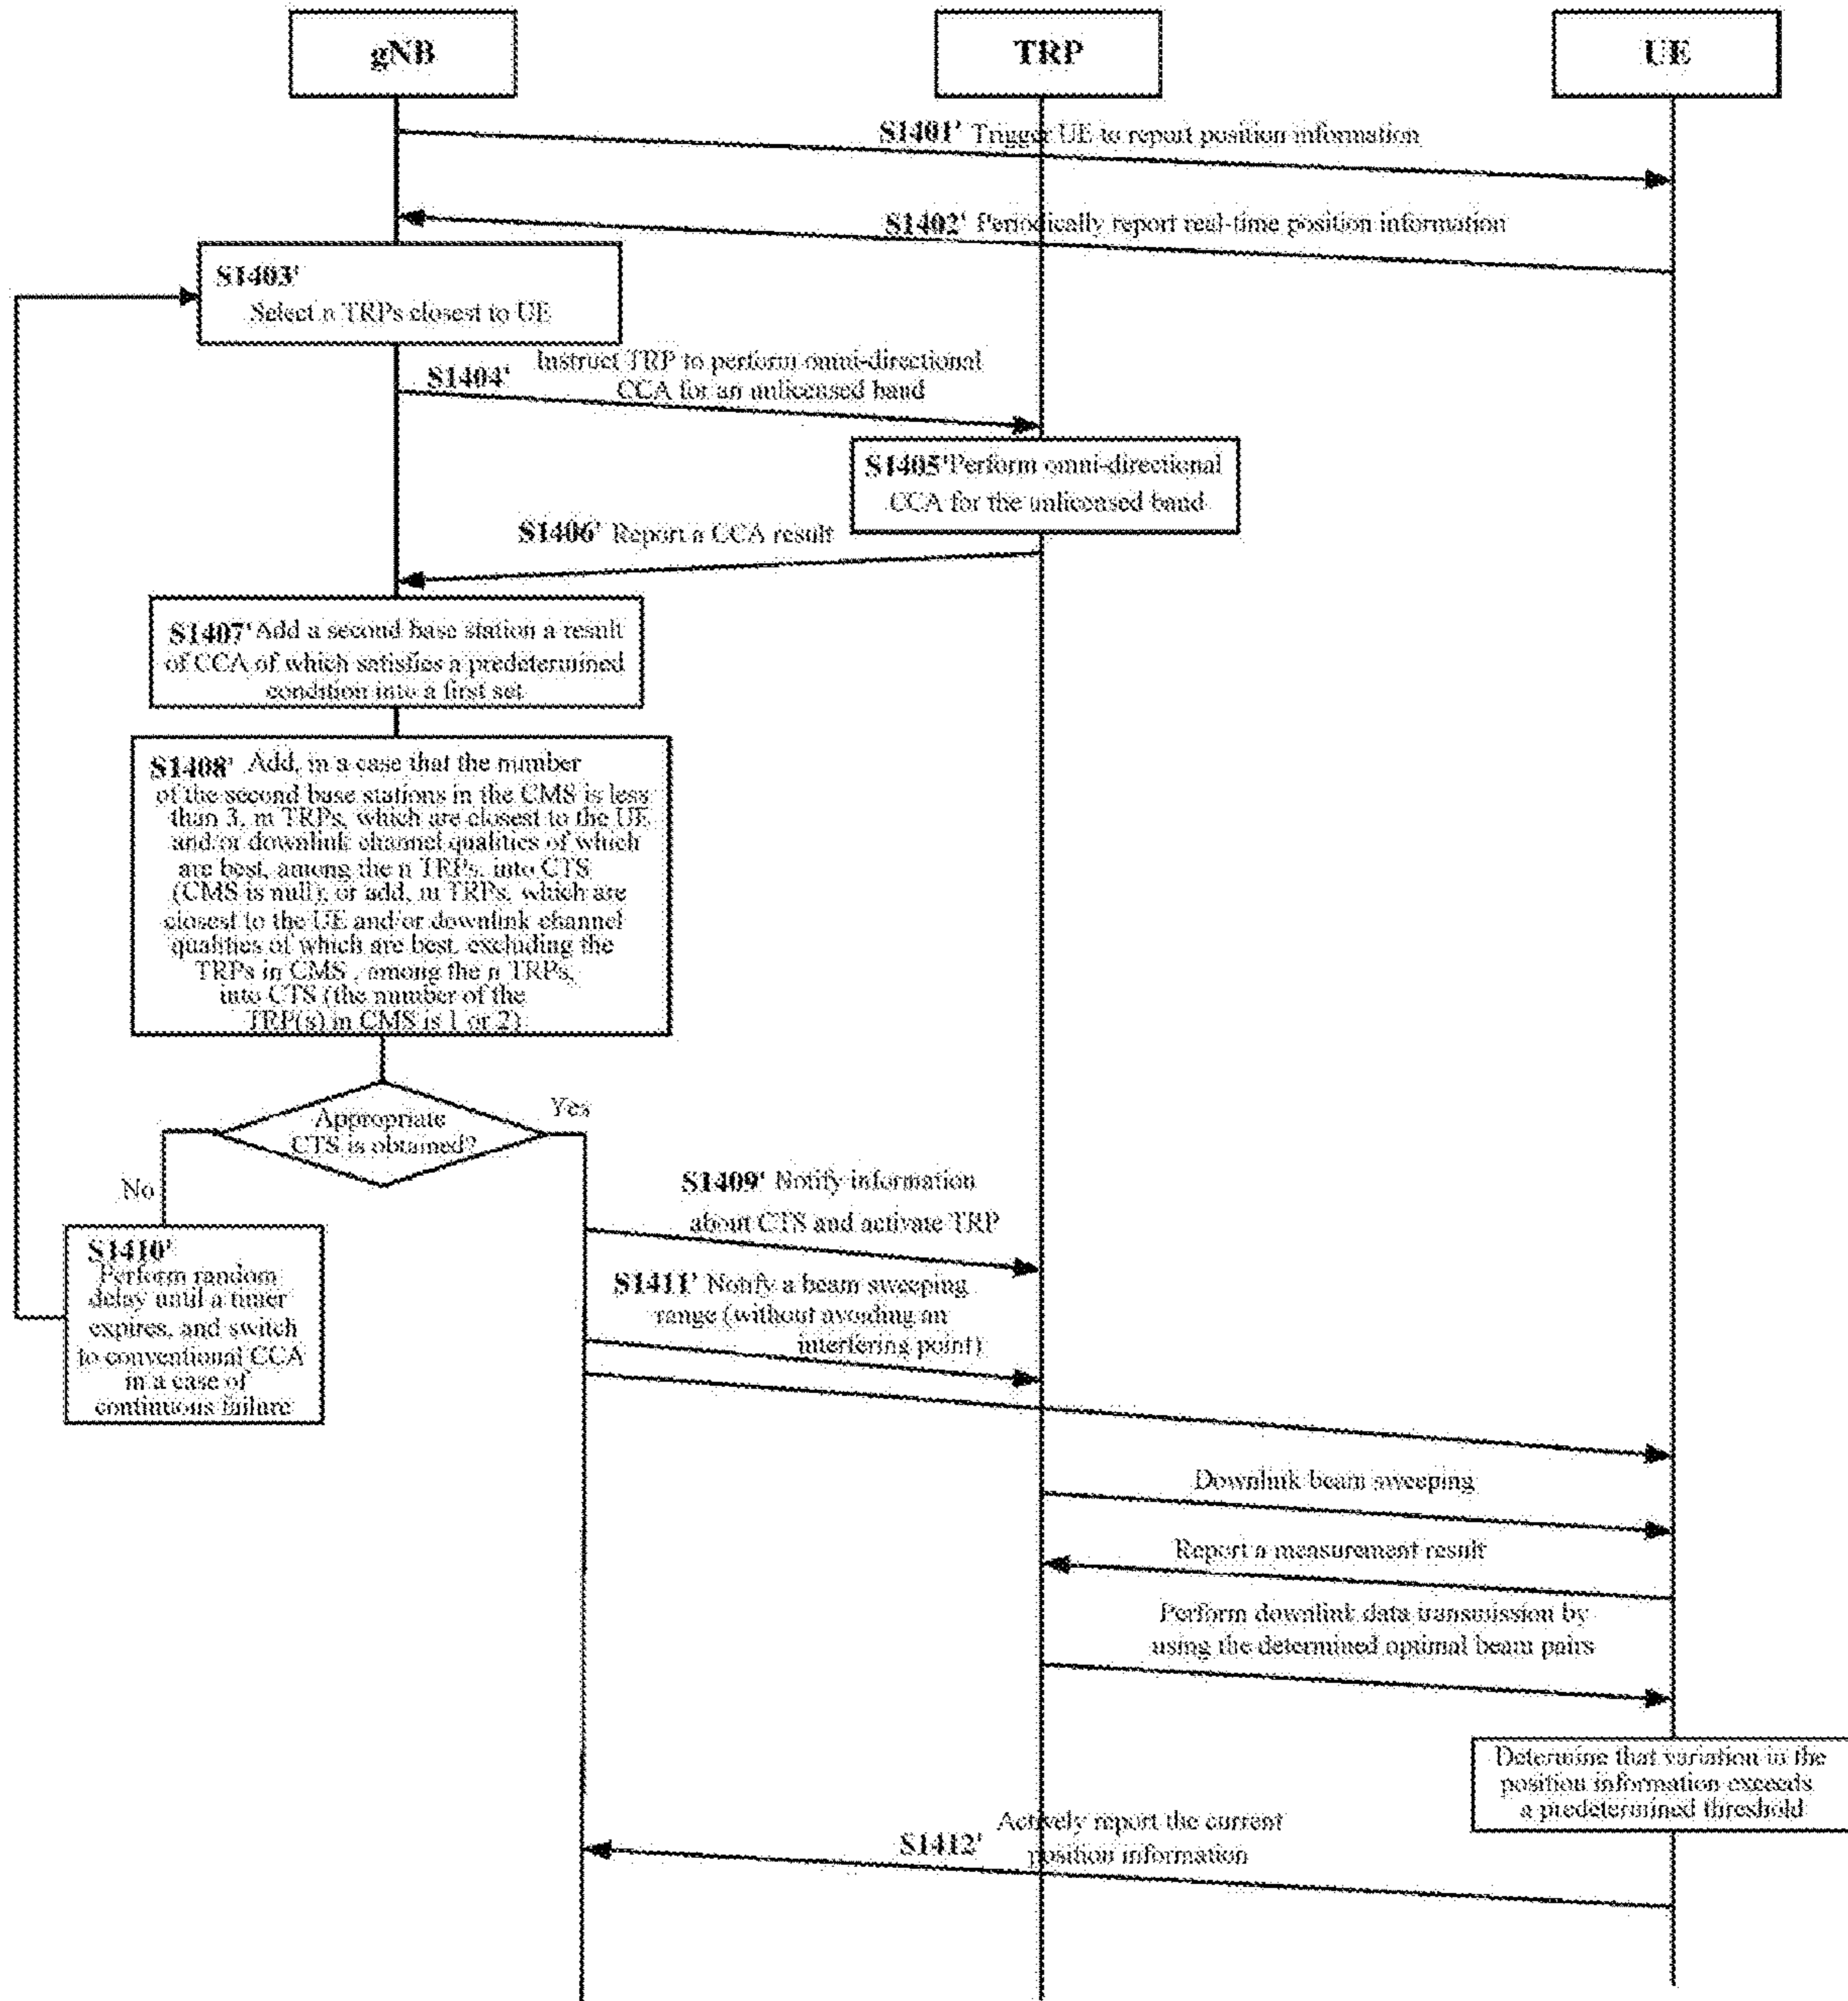 gNB
TRP
UE
S1401' Trigger UE to report position information
S1402' Periodically report real-time position information
S1403'
Select n TRPs closest to UE
S1404' Instruct TRP to perform omni-directional
CCA for an unlicensed band
S1405' Perform omni-directional
CCA for the unlicensed band
S1406' Report a CCA result
S1407' Add a second base station a result
of CCA of which satisfies a predetermined
condition into a first set
S1408' Add, in a case that the number
of the second base stations in the CMS is less
than 3, m TRPs, which are closest to the UE
and/or downlink channel qualities of which
are best, among the n TRPs, into CTS
(CMS is null); or add, m TRPs, which are
closest to the UE and/or downlink channel
qualities of which are best, excluding the
TRPs in CMS , among the n TRPs,
into CTS (the number of the
TRP(s) in CMS is 1 or 2)
Appropriate
CTS is obtained?
Yes
No
S1409' Notify information
about CTS and activate TRP
S1410'
Perform random
delay until a timer
expires, and switch
to conventional CCA
in a case of
continuous failure
S1411' Notify a beam sweeping
range (without avoiding an
interfering point)
Downlink beam sweeping
Report a measurement result
Perform downlink data transmission by
using the determined optimal beam pairs
Determine that variation in the
position information exceeds
a predetermined threshold
S1412' Actively report the current
position information